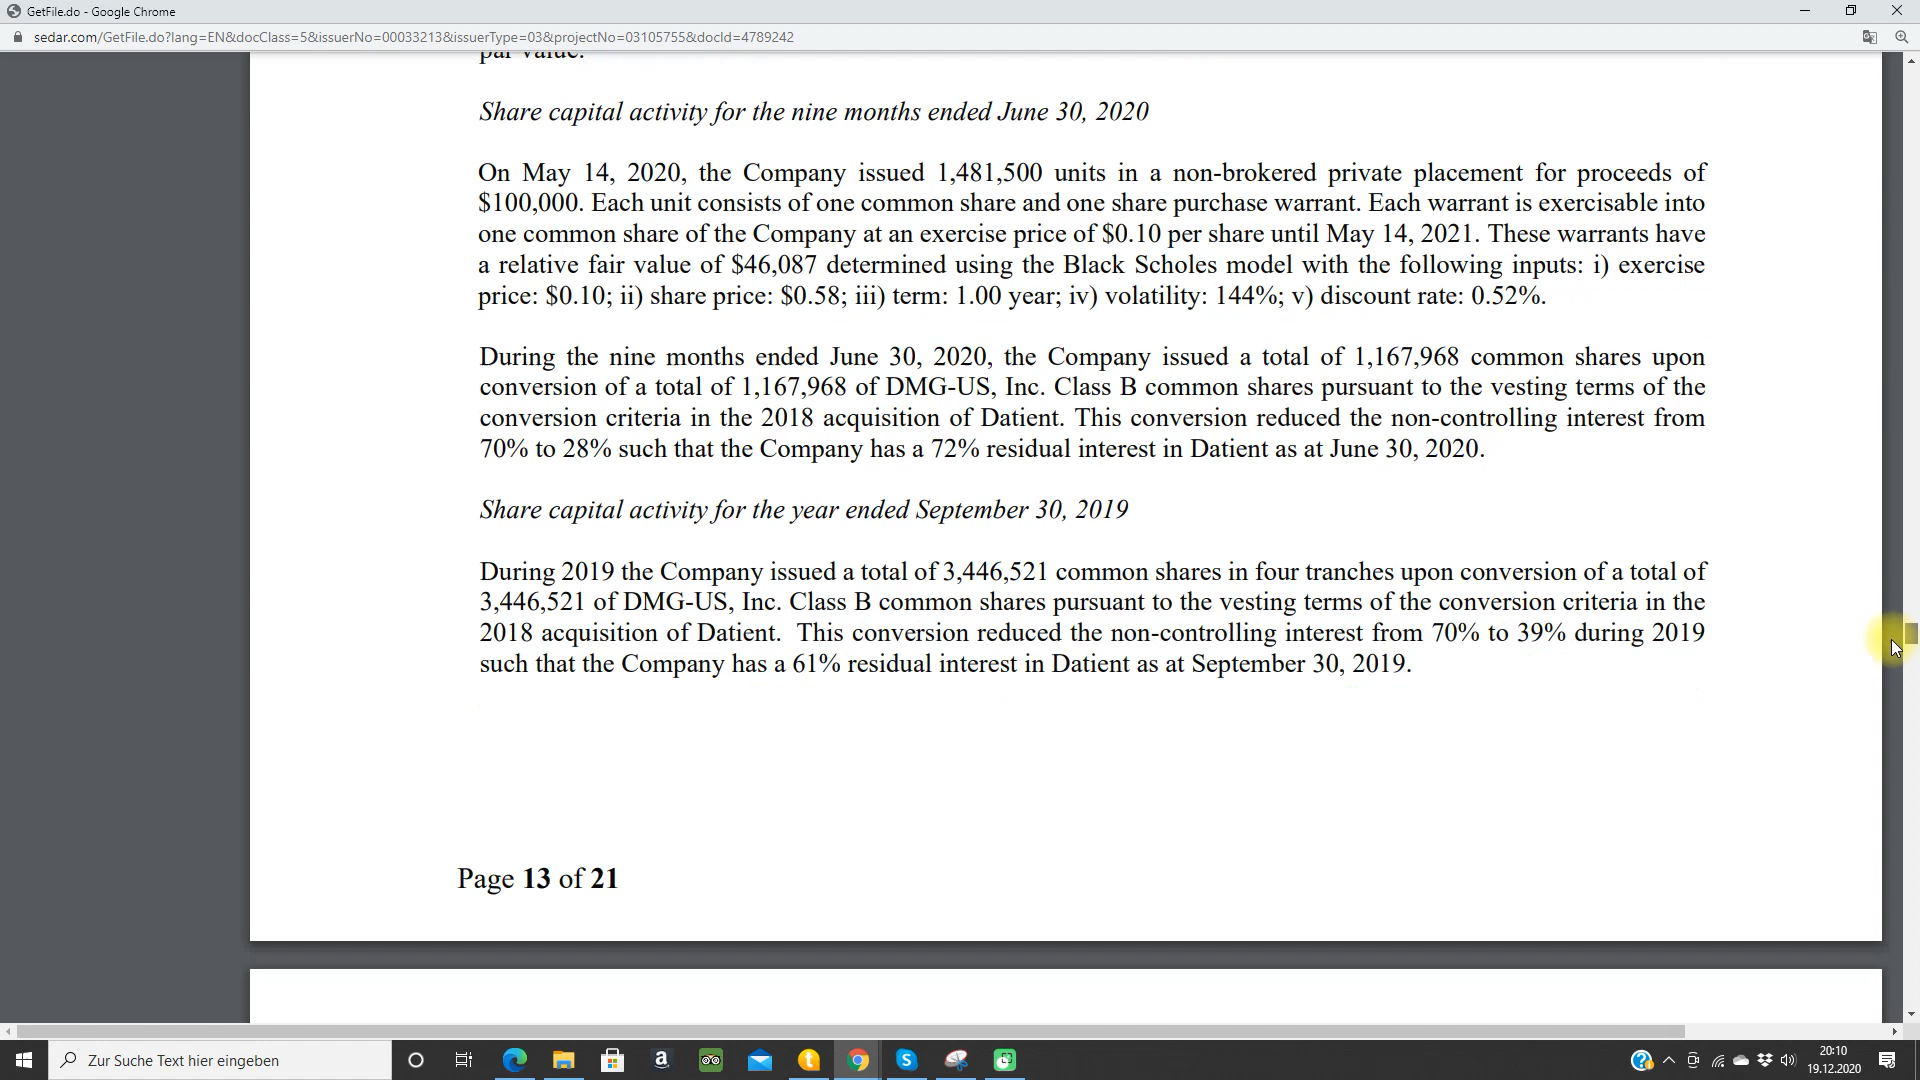 GetFile.do - Google Chrome
sedar.com/GetFile.do?lang=EN&docClass=5&issuerNo=00033213&issuerType=03&projectNo=03105755&docId=4789242
par value.
Share capital activity for the nine months ended June 30, 2020
On May 14, 2020, the Company issued 1,481,500 units in a non-brokered private placement for proceeds of
$100,000. Each unit consists of one common share and one share purchase warrant. Each warrant is exercisable into
one common share of the Company at an exercise price of $0.10 per share until May 14, 2021. These warrants have
a relative fair value of $46,087 determined using the Black Scholes model with the following inputs: i) exercise
price: $0.10; ii) share price: $0.58; iii) term: 1.00 year; iv) volatility: 144%; v) discount rate: 0.52%.
During the nine months ended June 30, 2020, the Company issued a total of 1,167,968 common shares upon
conversion of a total of 1,167,968 of DMG-US, Inc. Class B common shares pursuant to the vesting terms of the
conversion criteria in the 2018 acquisition of Datient. This conversion reduced the non-controlling interest from
70% to 28% such that the Company has a 72% residual interest in Datient as at June 30, 2020.
Share capital activity for the year ended September 30, 2019
During 2019 the Company issued a total of 3,446,521 common shares in four tranches upon conversion of a total of
3,446,521 of DMG-US, Inc. Class B common shares pursuant to the vesting terms of the conversion criteria in the
2018 acquisition of Datient. This conversion reduced the non-controlling interest from 70% to 39% during 2019
such that the Company has a 61% residual interest in Datient as at September 30, 2019.
Page 13 of 21
Zur Suche Text hier eingeben
20:10
19.12.2020